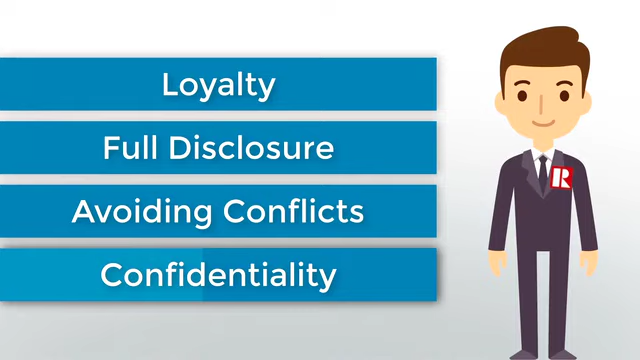 Loyalty
Full Disclosure
Avoiding Conflicts
Confidentiality
R